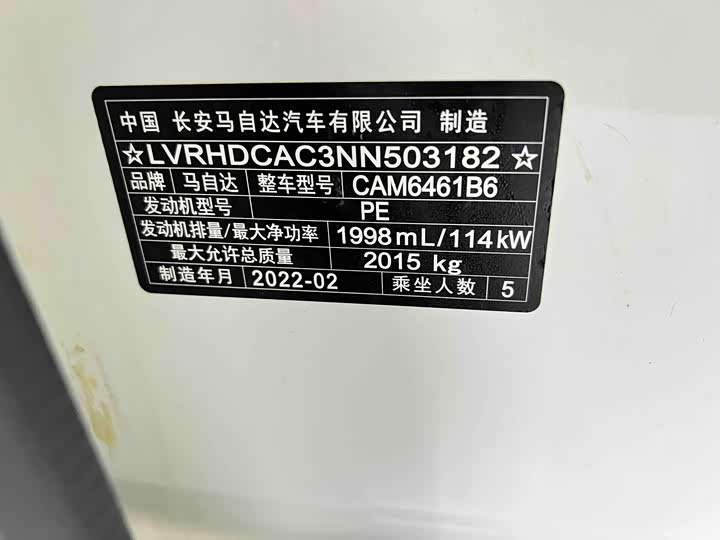 中国 长安马自达汽车有限公司 制造
☆LVRHDCAC3NN503182☆
品牌 马自达 整车型号 CAM6461B6
发动机型号 PE
发动机排量/最大净功率 1998mL/114kW
最大允许总质量 2015 kg
制造年月 2022-02 乘坐人数 5